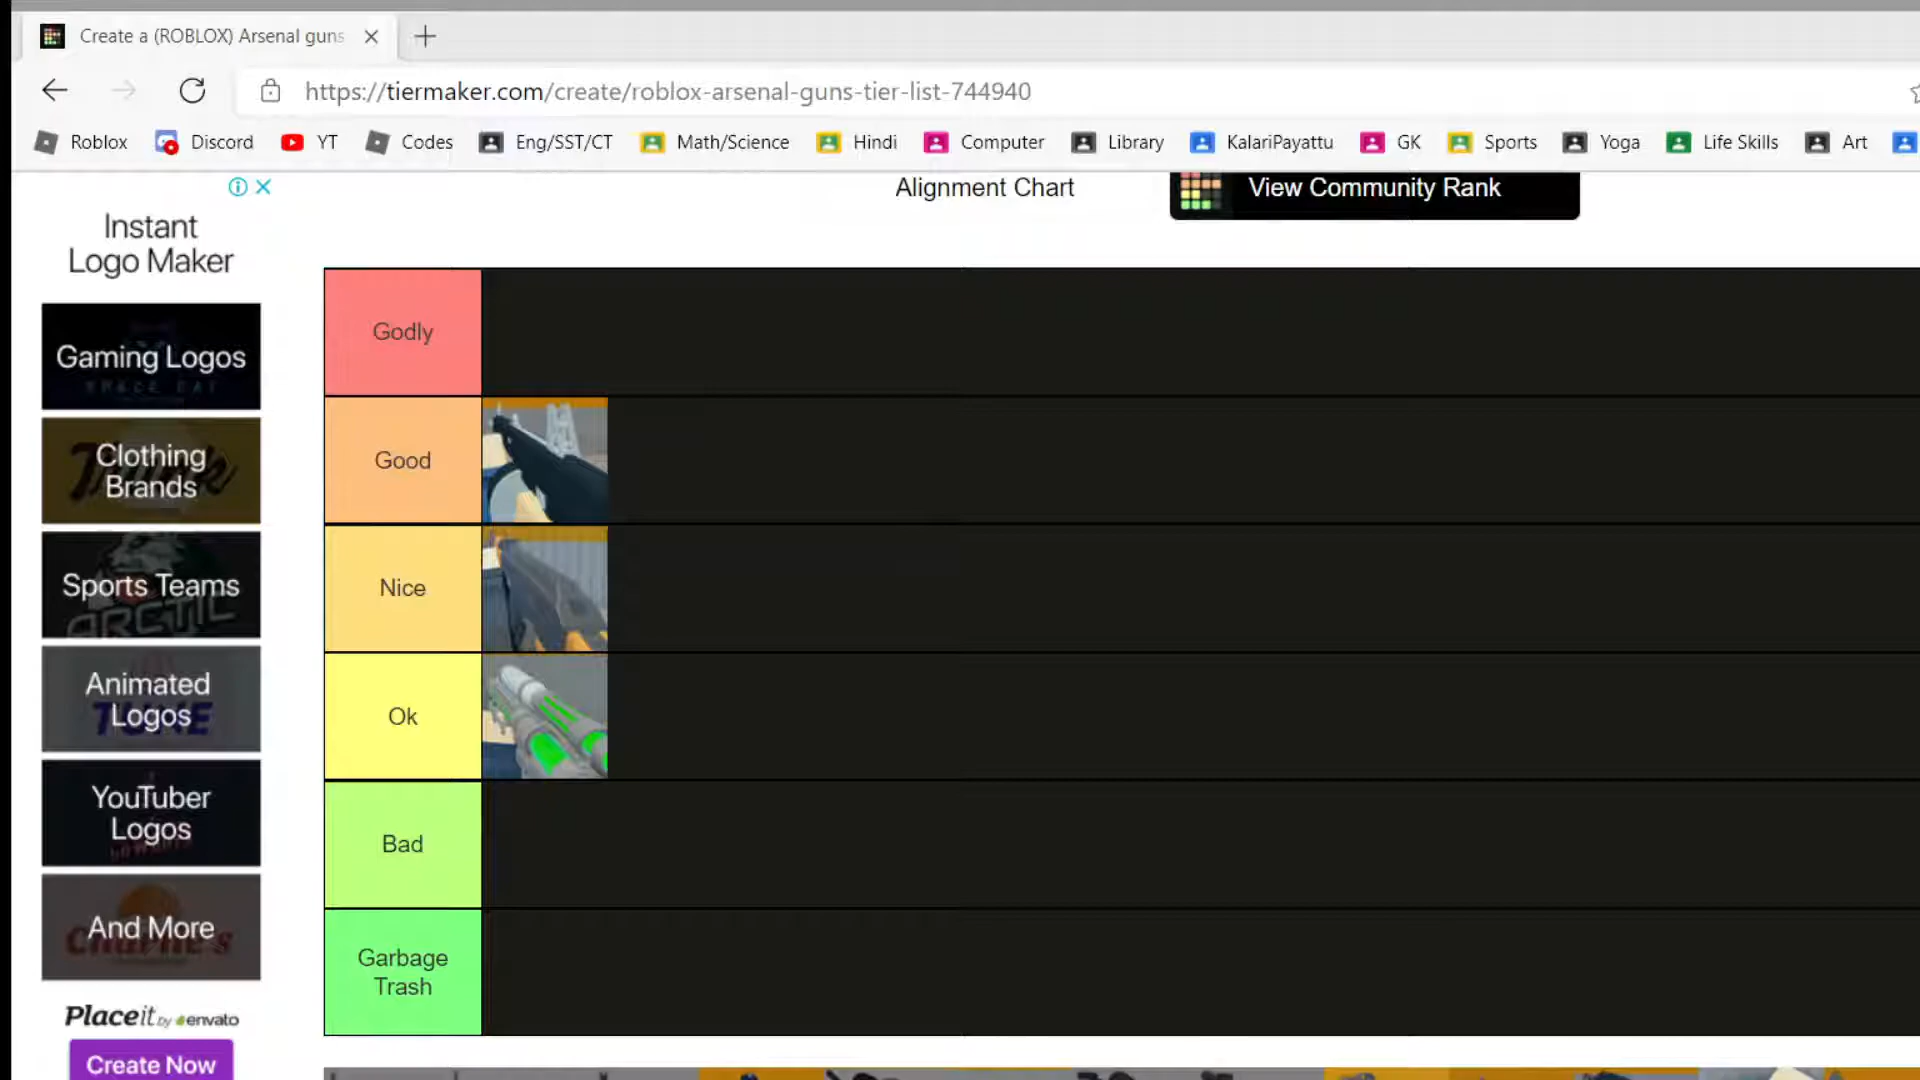 Create a (ROBLOX) Arsenal guns
https://tiermaker.com/create/roblox-arsenal-guns-tier-list-744940
Roblox Discord YT Codes Eng/SST/CT Math/Science Hindi Computer Library KalariPayattu GK Sports Yoga Life Skills Art
Alignment Chart
View Community Rank
Instant
Logo Maker
Gaming Logos
SPACE CAT
Clothing
Brands
Sports Teams
ARCTIC
Animated
Logos
YouTuber
Logos
And More
Placeit by envato
Create Now
Godly
Good
Nice
Ok
Bad
Garbage
Trash